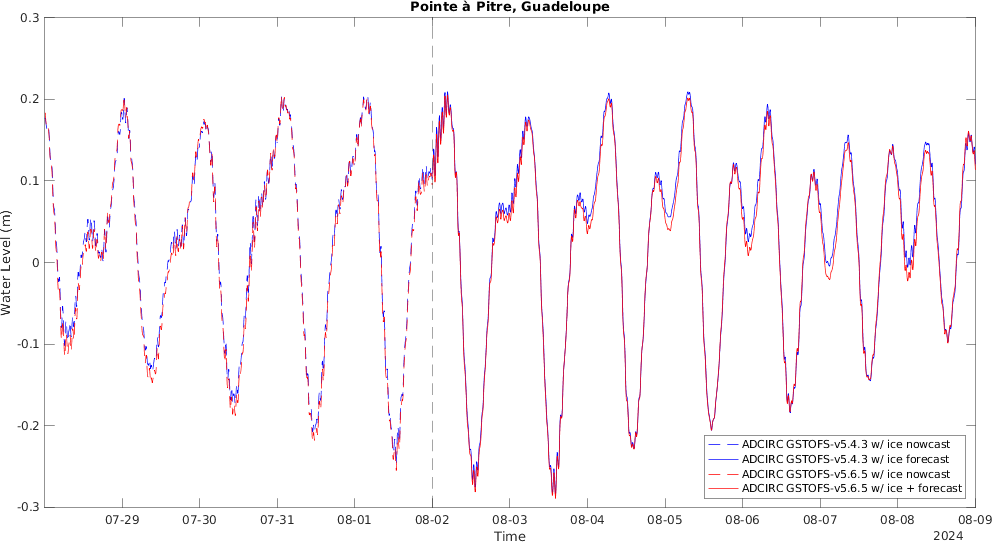 Pointe à Pitre, Guadeloupe
0.3
0.2
0.1
0
-0.1
-0.2
-0.3
Water Level (m)
07-29 07-30 07-31 08-01 08-02 08-03 08-04 08-05 08-06 08-07 08-08 08-09
2024
Time
ADCIRC GSTOFS-v5.4.3 w/ ice nowcast
ADCIRC GSTOFS-v5.4.3 w/ ice forecast
ADCIRC GSTOFS-v5.6.5 w/ ice nowcast
ADCIRC GSTOFS-v5.6.5 w/ ice + forecast